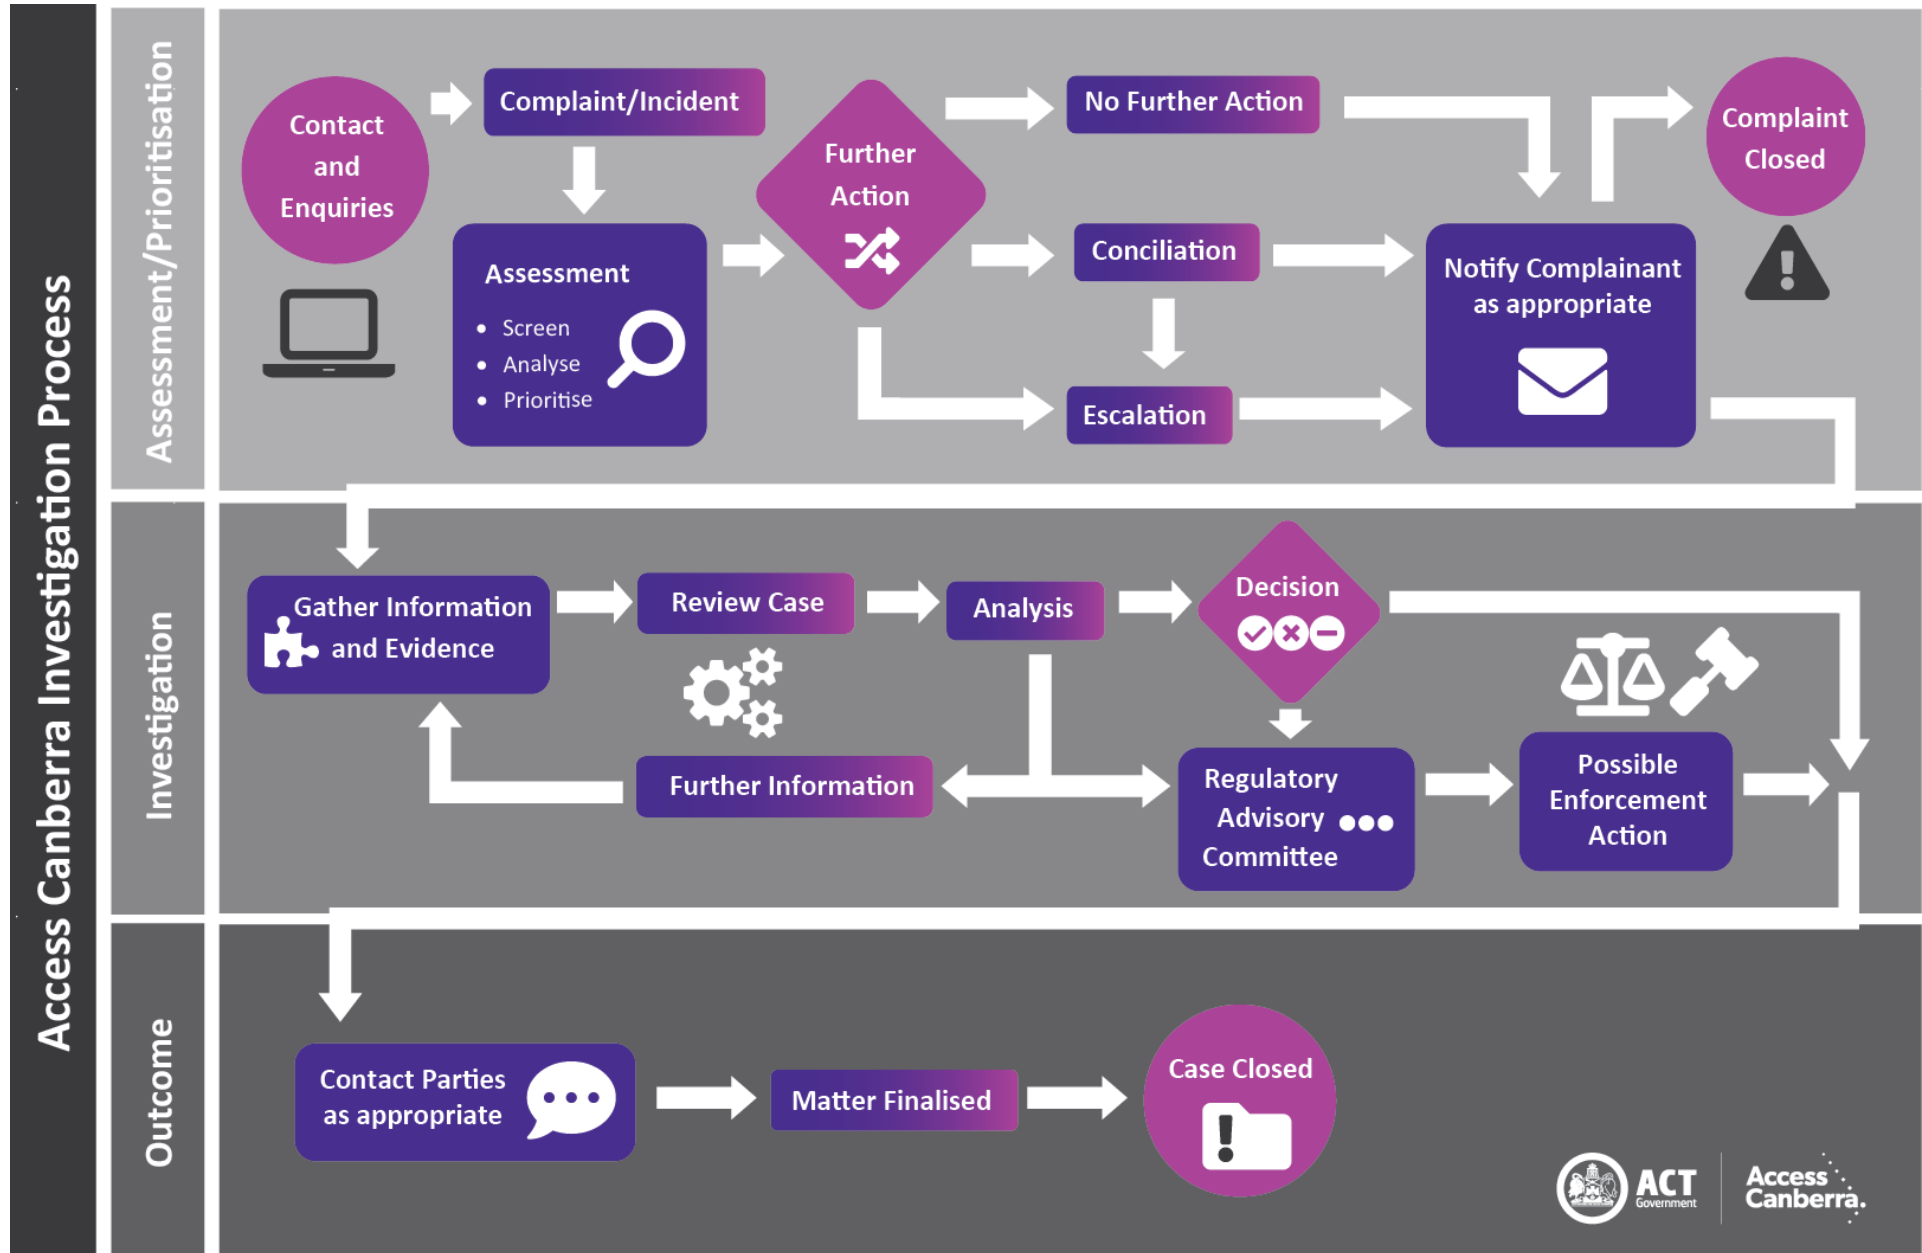 Access Canberra Investigation Process
Assessment/Prioritisation
Contact
and
Enquiries
Complaint/Incident
Assessment
• Screen
• Analyse
• Prioritise
Further
Action
No Further Action
Conciliation
Escalation
Notify Complainant
as appropriate
Complaint
Closed
Investigation
Gather Information
and Evidence
Review Case
Analysis
Decision
Further Information
Regulatory
Advisory
Committee
Possible
Enforcement
Action
Outcome
Contact Parties
as appropriate
Matter Finalised
Case Closed
ACT
Government
Access
Canberra.